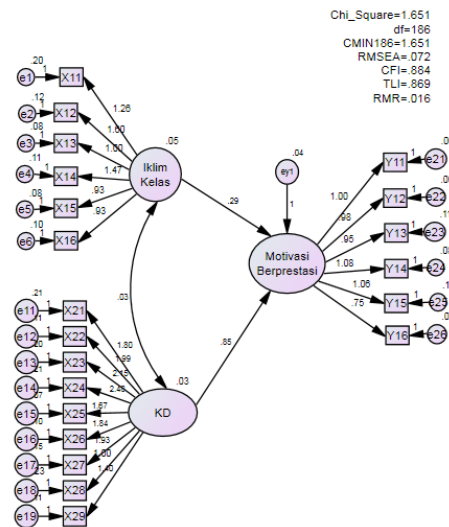 Chi_Square=1.651
df=186
CMIN186=1.651
RMSEA=.072
CFI=.884
TLI=.869
RMR=.016
.20
e1 1 X11
.12
e2 1 X12
.08
e3 1 X13
.11
e4 1 X14
.08
e5 1 X15
.10
e6 1 X16
1.26
1.60
1.00
1.47
.93
.93
.05
Iklim
Kelas
.29
.04
ey1
1
Motivasi
Berprestasi
1.00
.98
.95
1.08
1.06
.75
Y11 1 e21
Y12 1 e22
Y13 1 e23
Y14 1 e24
Y15 1 e25
Y16 1 e26
.03
.85
.21
e11 1 X21
e12 1 X22
e13 1 X23
e14 1 X24
e15 1 X25
e16 1 X26
e17 1 X27
e18 1 X28
e19 1 X29
1.80
1.99
2.15
2.48
1.67
1.84
1.93
1.00
1.40
.03
KD